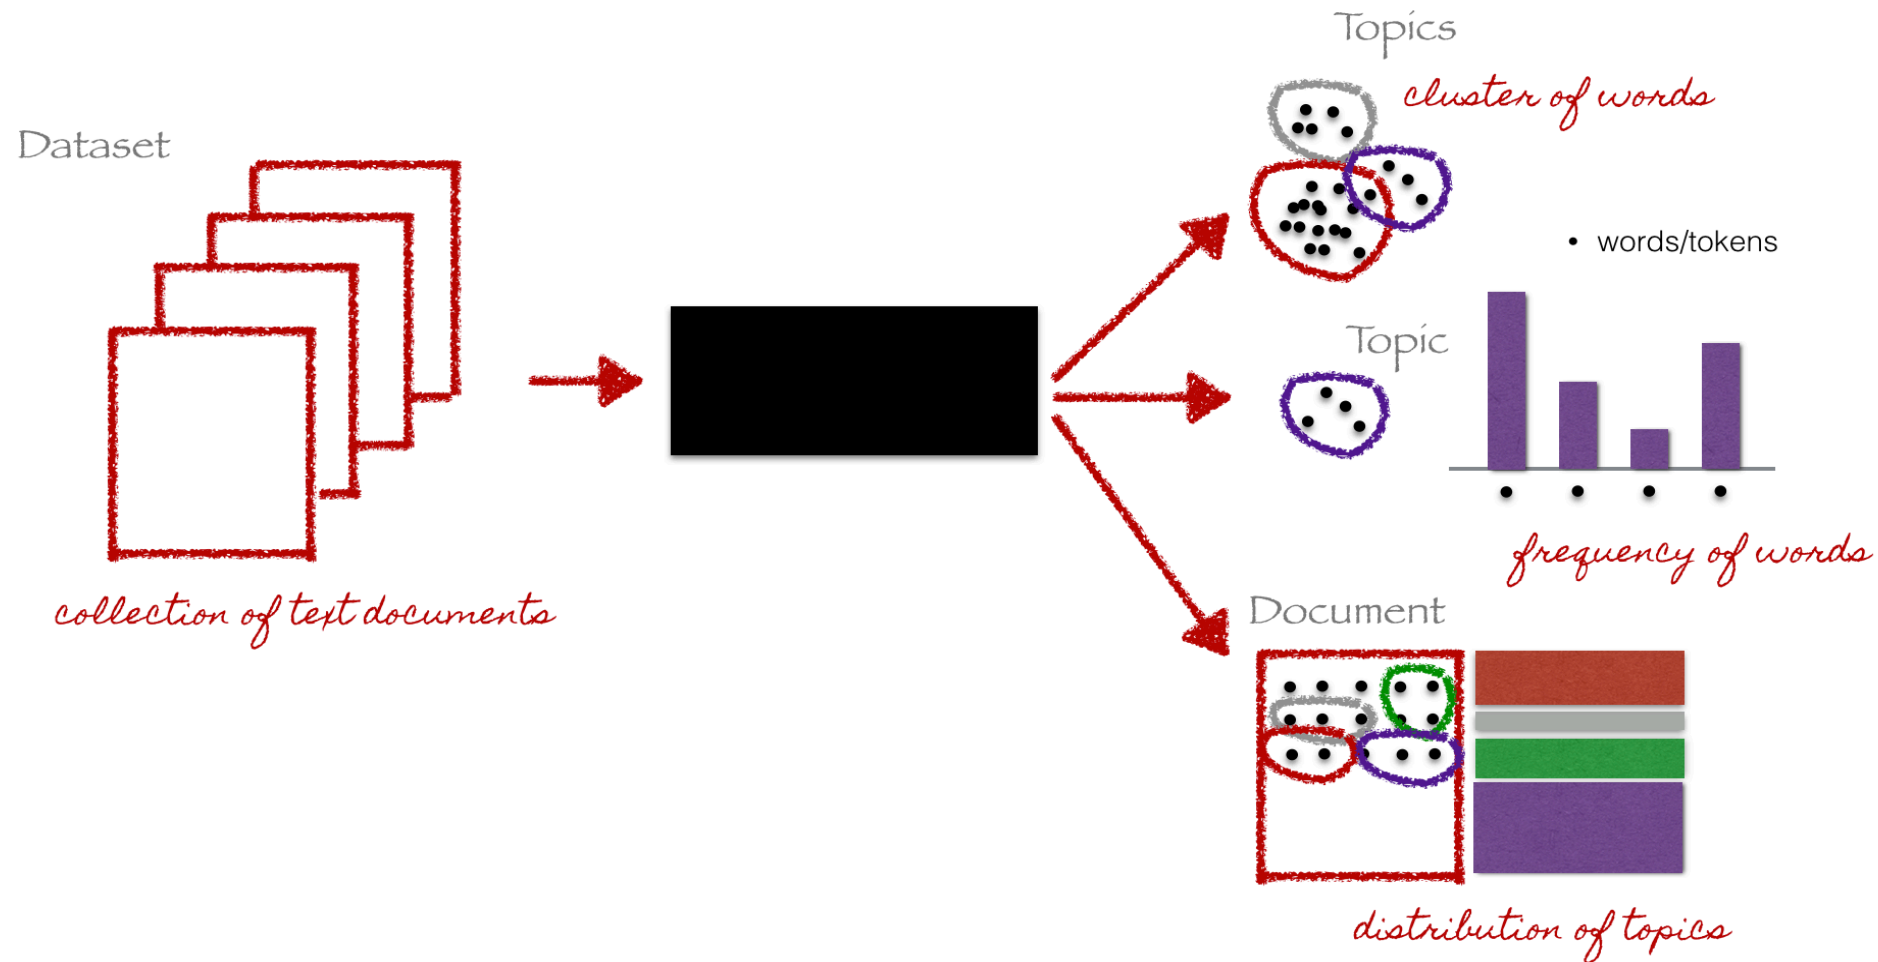 Dataset
collection of text documents
Topics
cluster of words
• words/tokens
Topic
frequency of words
Document
distribution of topics